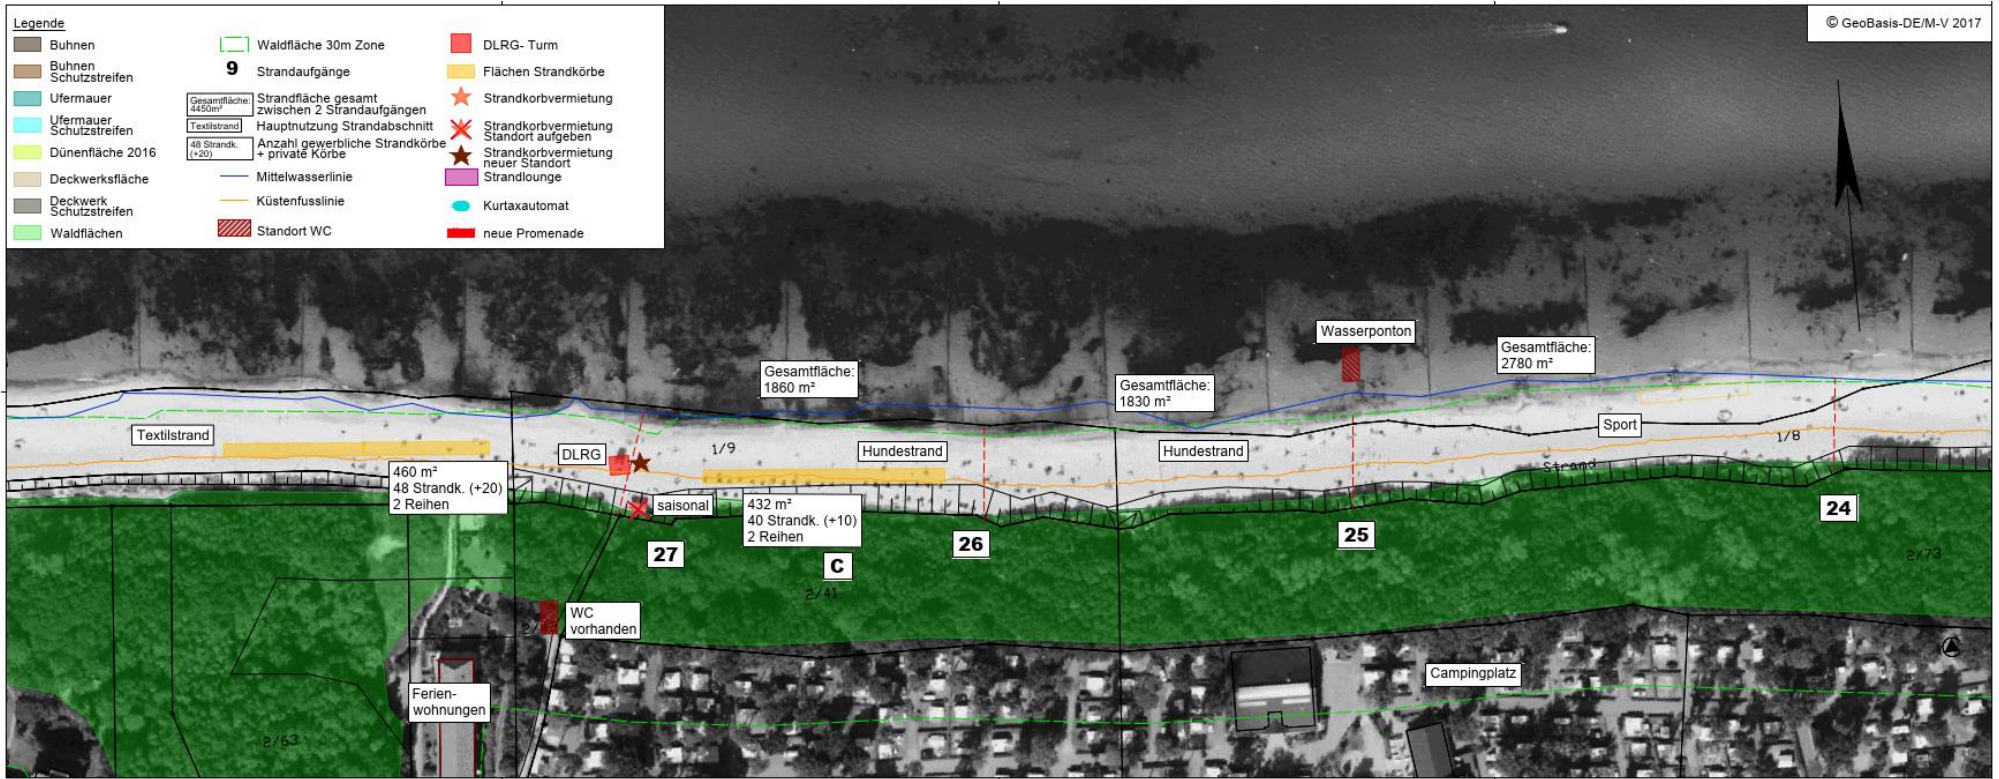 Legende
Buhnen
Buhnen
Schutzstreifen
Ufermauer
Ufermauer
Schutzstreifen
Dünenfläche 2016
Deckwerksfläche
Deckwerk
Schutzstreifen
Waldflächen
Waldfläche 30m Zone
9 Strandaufgänge
Gesamtfläche:
4450m²
Strandfläche gesamt
zwischen 2 Strandaufgängen
Textilstrand Hauptnutzung Strandabschnitt
48 Strandk.
(+20)
Anzahl gewerbliche Strandkörbe
+ private Körbe
Mittelwasserlinie
Küstenfusslinie
Standort WC
DLRG- Turm
Flächen Strandkörbe
Strandkorbvermietung
Strandkorbvermietung
Standort aufgeben
Strandkorbvermietung
neuer Standort
Strandlounge
Kurtaxautomat
neue Promenade
© GeoBasis-DE/M-V 2017
Wasserponton
Gesamtfläche:
2780 m²
Gesamtfläche:
1860 m²
Gesamtfläche:
1830 m²
Textilstrand
DLRG
1/9
Hundestrand
Hundestrand
Sport
1/8
Strand
460 m²
48 Strandk. (+20)
2 Reihen
saisonal
432 m²
40 Strandk. (+10)
2 Reihen
27
26
25
24
C
2/41
2/73
WC
vorhanden
Ferien-
wohnungen
Campingplatz
2/63